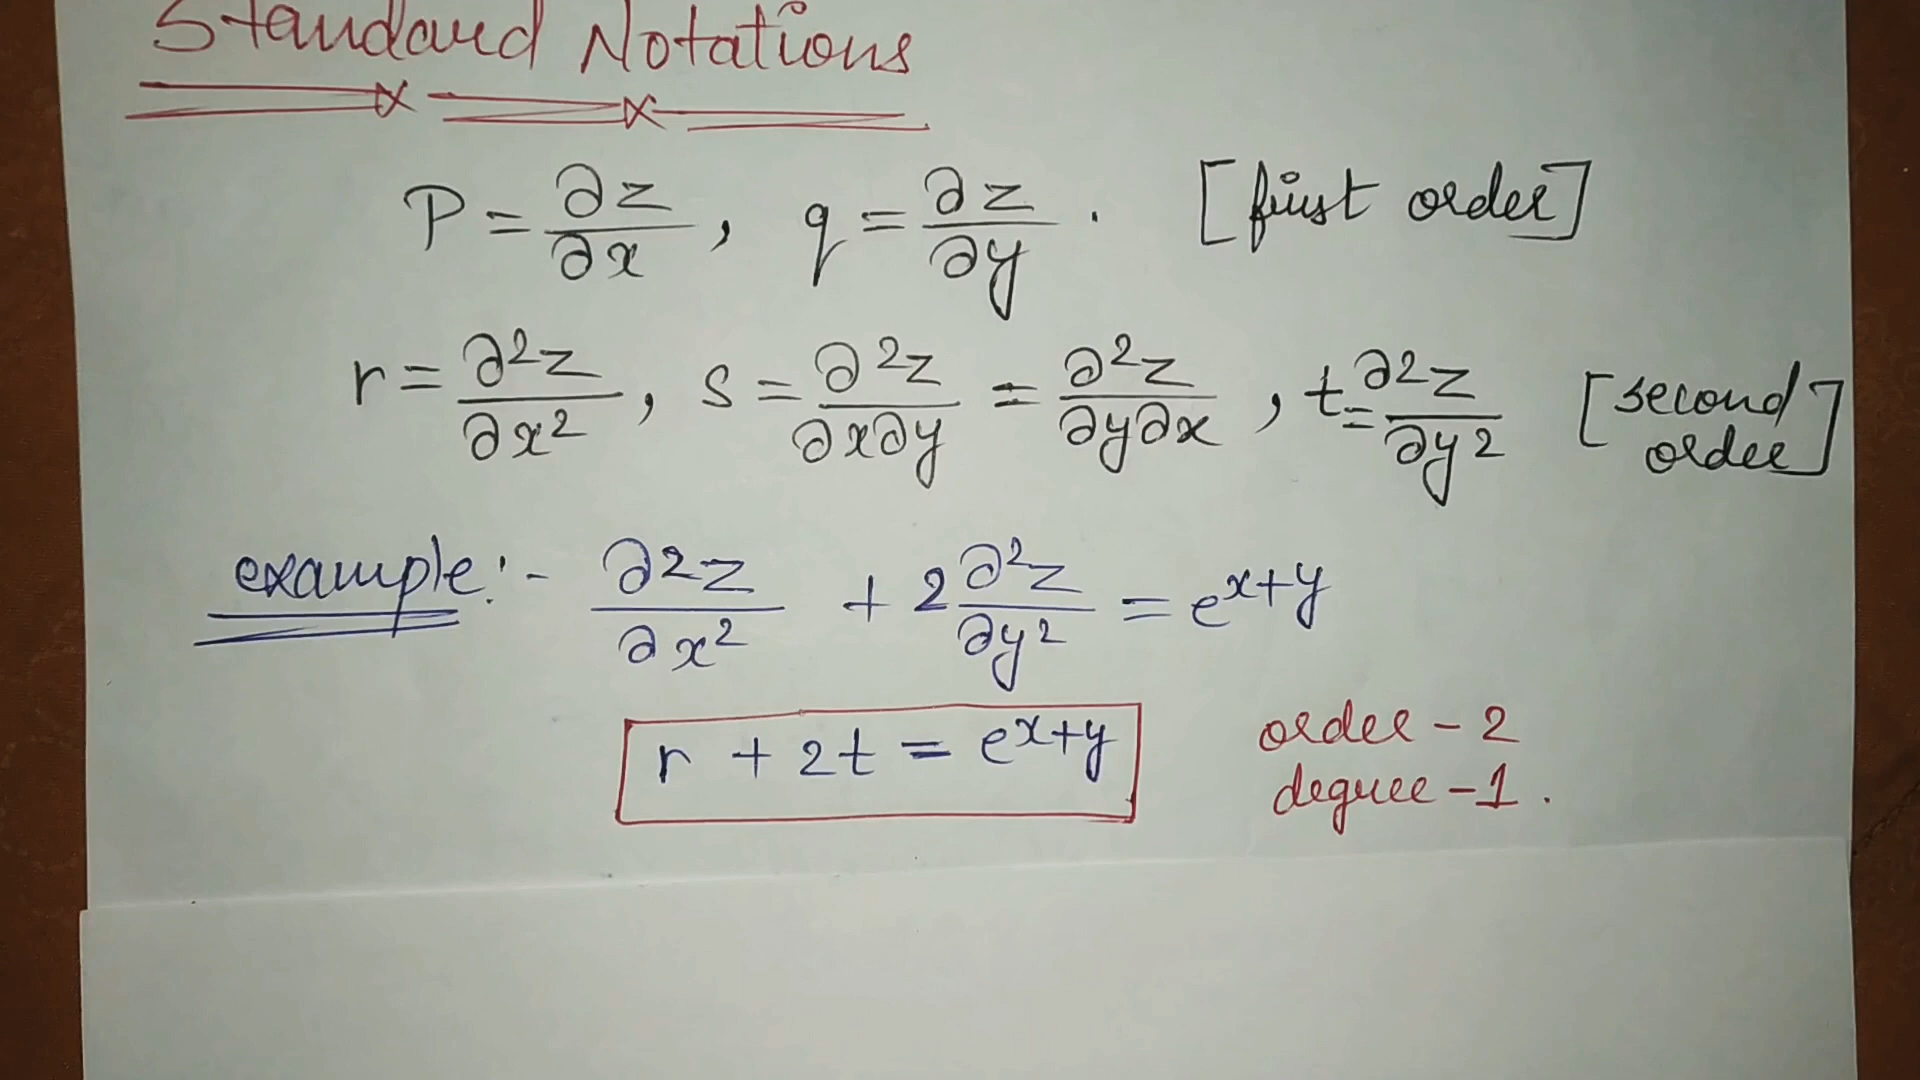 Standard Notations
P = ∂z/∂x , q = ∂z/∂y . [first order]
r = ∂²z/∂x² , s = ∂²z/∂x∂y = ∂²z/∂y∂x , t = ∂²z/∂y² [second order]
example:- ∂²z/∂x² + 2 ∂²z/∂y² = e^{x+y}
r + 2t = e^{x+y}
order - 2
degree - 1 .